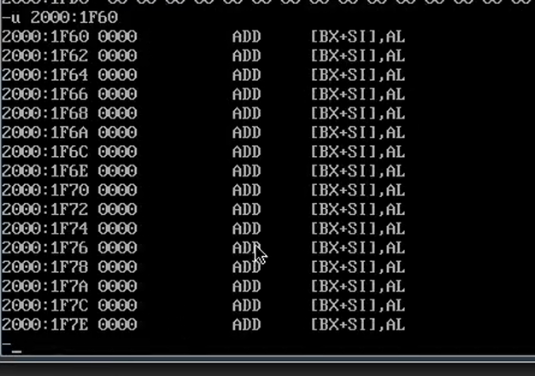 -u 2000:1F60
2000:1F60 0000 ADD [BX+SI],AL
2000:1F62 0000 ADD [BX+SI],AL
2000:1F64 0000 ADD [BX+SI],AL
2000:1F66 0000 ADD [BX+SI],AL
2000:1F68 0000 ADD [BX+SI],AL
2000:1F6A 0000 ADD [BX+SI],AL
2000:1F6C 0000 ADD [BX+SI],AL
2000:1F6E 0000 ADD [BX+SI],AL
2000:1F70 0000 ADD [BX+SI],AL
2000:1F72 0000 ADD [BX+SI],AL
2000:1F74 0000 ADD [BX+SI],AL
2000:1F76 0000 ADD [BX+SI],AL
2000:1F78 0000 ADD [BX+SI],AL
2000:1F7A 0000 ADD [BX+SI],AL
2000:1F7C 0000 ADD [BX+SI],AL
2000:1F7E 0000 ADD [BX+SI],AL
-_